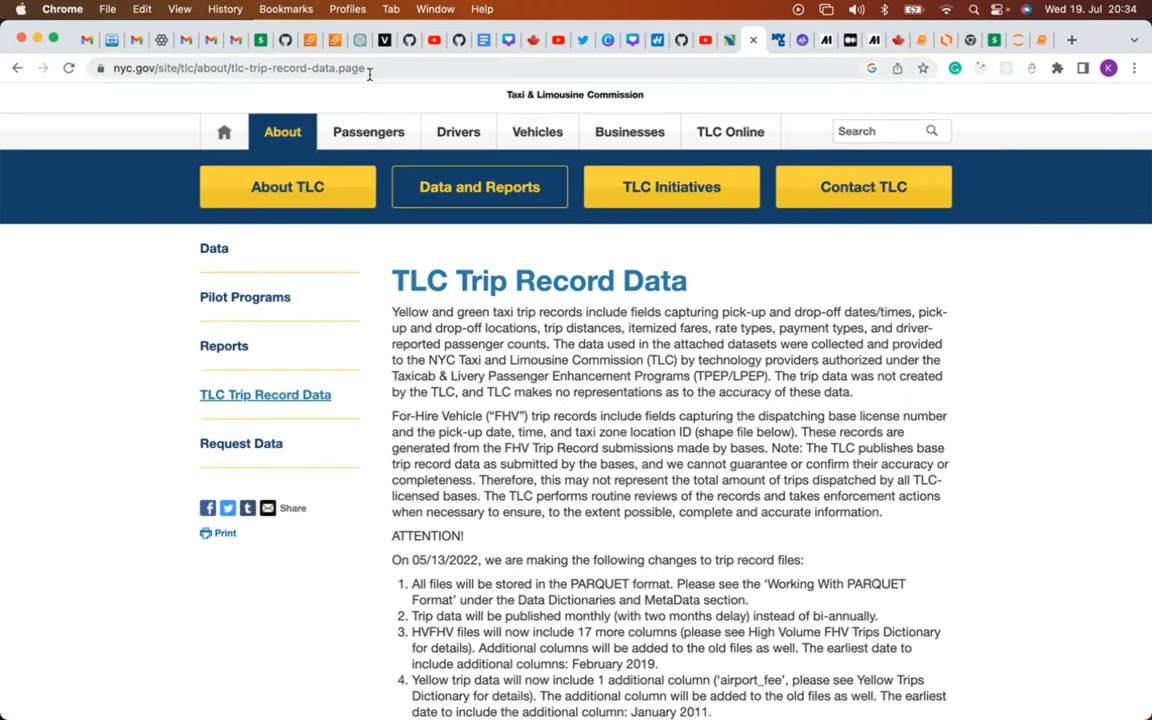 Chrome File Edit View History Bookmarks Profiles Tab Window Help Wed 19. Jul 20:34
nyc.gov/site/tlc/about/tlc-trip-record-data.page
Taxi & Limousine Commission
About Passengers Drivers Vehicles Businesses TLC Online Search
About TLC Data and Reports TLC Initiatives Contact TLC
Data
Pilot Programs
Reports
TLC Trip Record Data
Request Data
Share
Print
TLC Trip Record Data
Yellow and green taxi trip records include fields capturing pick-up and drop-off dates/times, pick-
up and drop-off locations, trip distances, itemized fares, rate types, payment types, and driver-
reported passenger counts. The data used in the attached datasets were collected and provided
to the NYC Taxi and Limousine Commission (TLC) by technology providers authorized under the
Taxicab & Livery Passenger Enhancement Programs (TPEP/LPEP). The trip data was not created
by the TLC, and TLC makes no representations as to the accuracy of these data.
For-Hire Vehicle (“FHV”) trip records include fields capturing the dispatching base license number
and the pick-up date, time, and taxi zone location ID (shape file below). These records are
generated from the FHV Trip Record submissions made by bases. Note: The TLC publishes base
trip record data as submitted by the bases, and we cannot guarantee or confirm their accuracy or
completeness. Therefore, this may not represent the total amount of trips dispatched by all TLC-
licensed bases. The TLC performs routine reviews of the records and takes enforcement actions
when necessary to ensure, to the extent possible, complete and accurate information.
ATTENTION!
On 05/13/2022, we are making the following changes to trip record files:
1. All files will be stored in the PARQUET format. Please see the ‘Working With PARQUET
Format’ under the Data Dictionaries and MetaData section.
2. Trip data will be published monthly (with two months delay) instead of bi-annually.
3. HVFHV files will now include 17 more columns (please see High Volume FHV Trips Dictionary
for details). Additional columns will be added to the old files as well. The earliest date to
include additional columns: February 2019.
4. Yellow trip data will now include 1 additional column (‘airport_fee’, please see Yellow Trips
Dictionary for details). The additional column will be added to the old files as well. The earliest
date to include the additional column: January 2011.